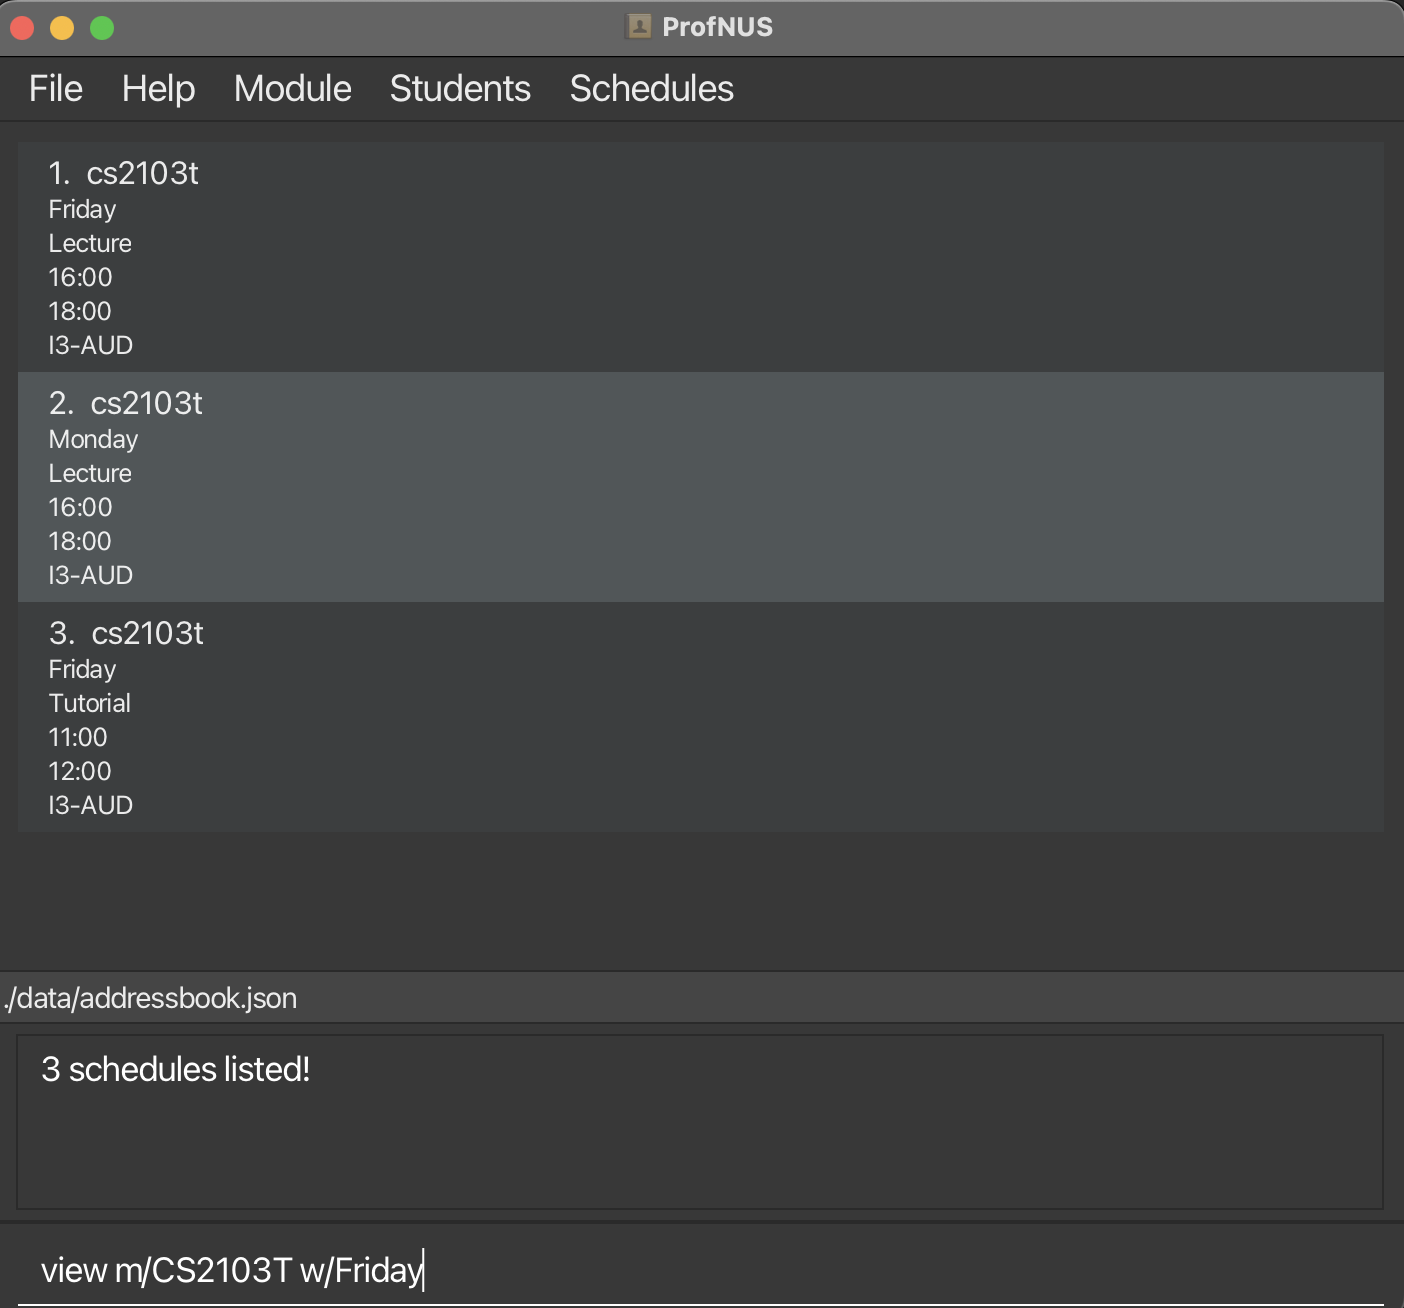 ProfNUS
File Help Module Students Schedules
1. cs2103t
Friday
Lecture
16:00
18:00
I3-AUD
2. cs2103t
Monday
Lecture
16:00
18:00
I3-AUD
3. cs2103t
Friday
Tutorial
11:00
12:00
I3-AUD
./data/addressbook.json
3 schedules listed!
view m/CS2103T w/Friday